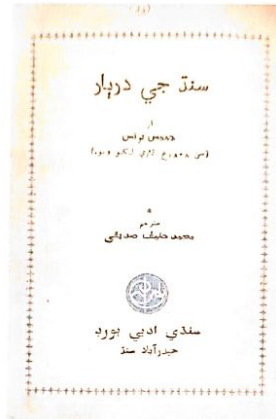 سنڌ جي دربار
از
جيمس برنس
مترجم
محمد حنيف صديقي
سنڌي ادبي بورڊ
حيدرآباد سنڌ